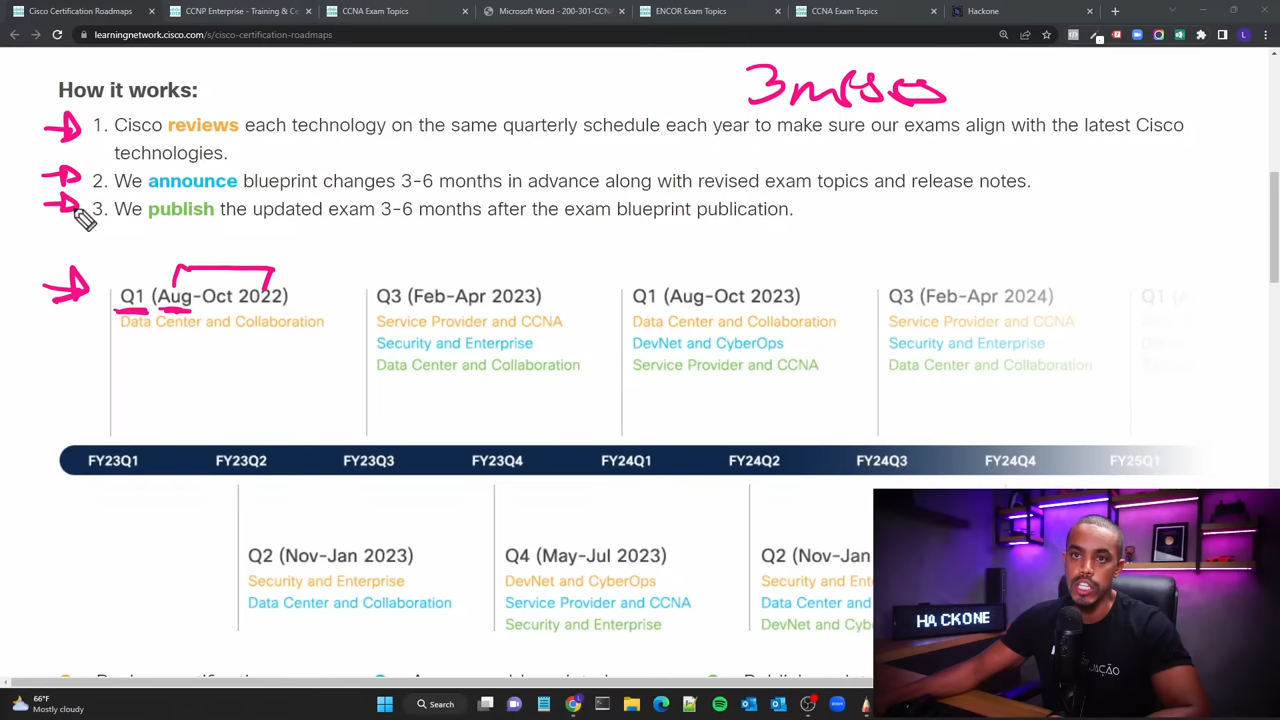 Cisco Certification Roadmaps
CCNP Enterprise - Training & Ce
CCNA Exam Topics
Microsoft Word - 200-301-CCNA
ENCOR Exam Topics
CCNA Exam Topics
Hackone
learningnetwork.cisco.com/s/cisco-certification-roadmaps
How it works:
3 meses
1. Cisco reviews each technology on the same quarterly schedule each year to make sure our exams align with the latest Cisco
technologies.
2. We announce blueprint changes 3-6 months in advance along with revised exam topics and release notes.
3. We publish the updated exam 3-6 months after the exam blueprint publication.
Q1 (Aug-Oct 2022)
Data Center and Collaboration
Q3 (Feb-Apr 2023)
Service Provider and CCNA
Security and Enterprise
Data Center and Collaboration
Q1 (Aug-Oct 2023)
Data Center and Collaboration
DevNet and CyberOps
Service Provider and CCNA
Q3 (Feb-Apr 2024)
Service Provider and CCNA
Security and Enterprise
Data Center and Collaboration
Q1
FY23Q1 FY23Q2 FY23Q3 FY23Q4 FY24Q1 FY24Q2 FY24Q3 FY24Q4 FY25Q1
Q2 (Nov-Jan 2023)
Security and Enterprise
Data Center and Collaboration
Q4 (May-Jul 2023)
DevNet and CyberOps
Service Provider and CCNA
Security and Enterprise
Q2 (Nov-Jan
Security and Ente
Data Center and
DevNet and Cyb
HACKONE
66°F
Mostly cloudy
Search